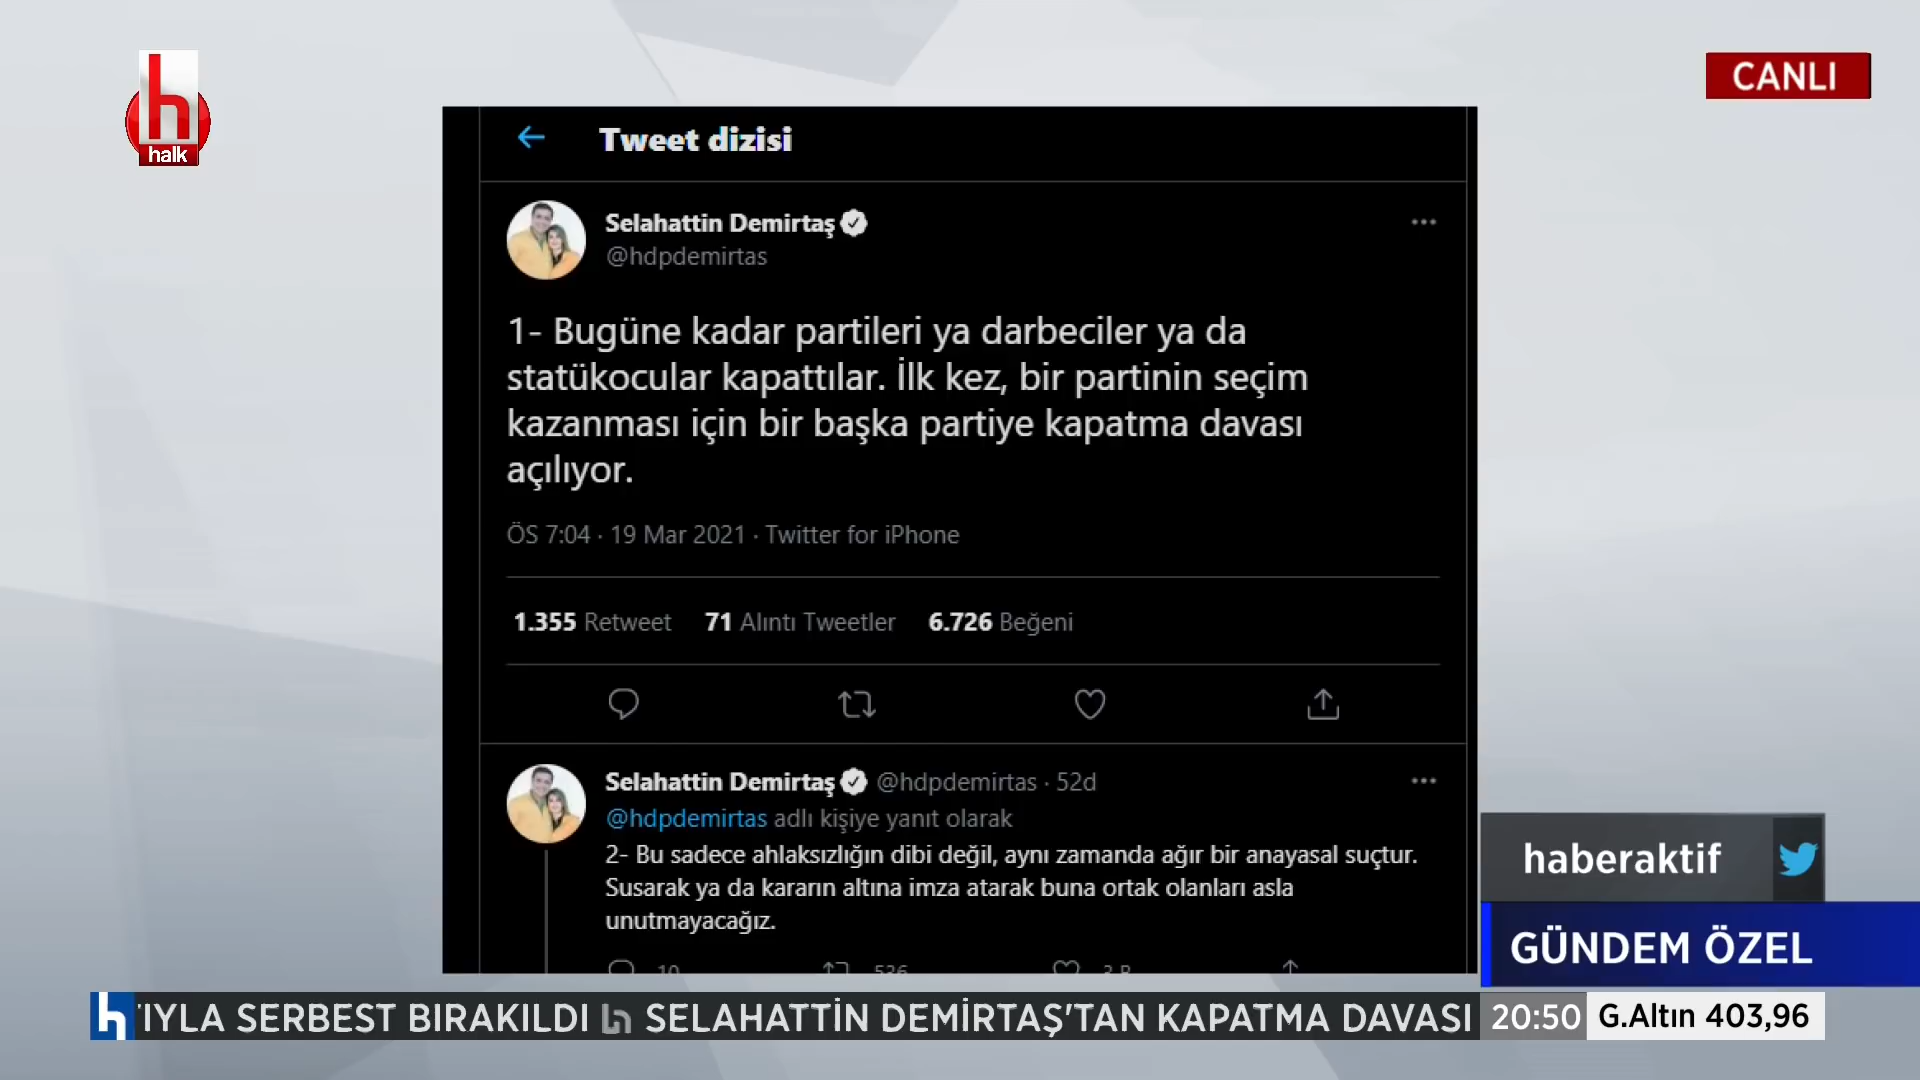 h
halk
CANLI
Tweet dizisi
Selahattin Demirtaş
@hdpdemirtas
1- Bugüne kadar partileri ya darbeciler ya da
statükocular kapattılar. İlk kez, bir partinin seçim
kazanması için bir başka partiye kapatma davası
açılıyor.
ÖS 7:04 · 19 Mar 2021 · Twitter for iPhone
1.355 Retweet 71 Alıntı Tweetler 6.726 Beğeni
Selahattin Demirtaş @hdpdemirtas · 52d
@hdpdemirtas adlı kişiye yanıt olarak
2- Bu sadece ahlaksızlığın dibi değil, aynı zamanda ağır bir anayasal suçtur.
Susarak ya da kararın altına imza atarak buna ortak olanları asla
unutmayacağız.
10 536 3 B
haberaktif
GÜNDEM ÖZEL
h 'IYLA SERBEST BIRAKILDI h SELAHATTİN DEMİRTAŞ'TAN KAPATMA DAVASI 20:50 G.Altın 403,96